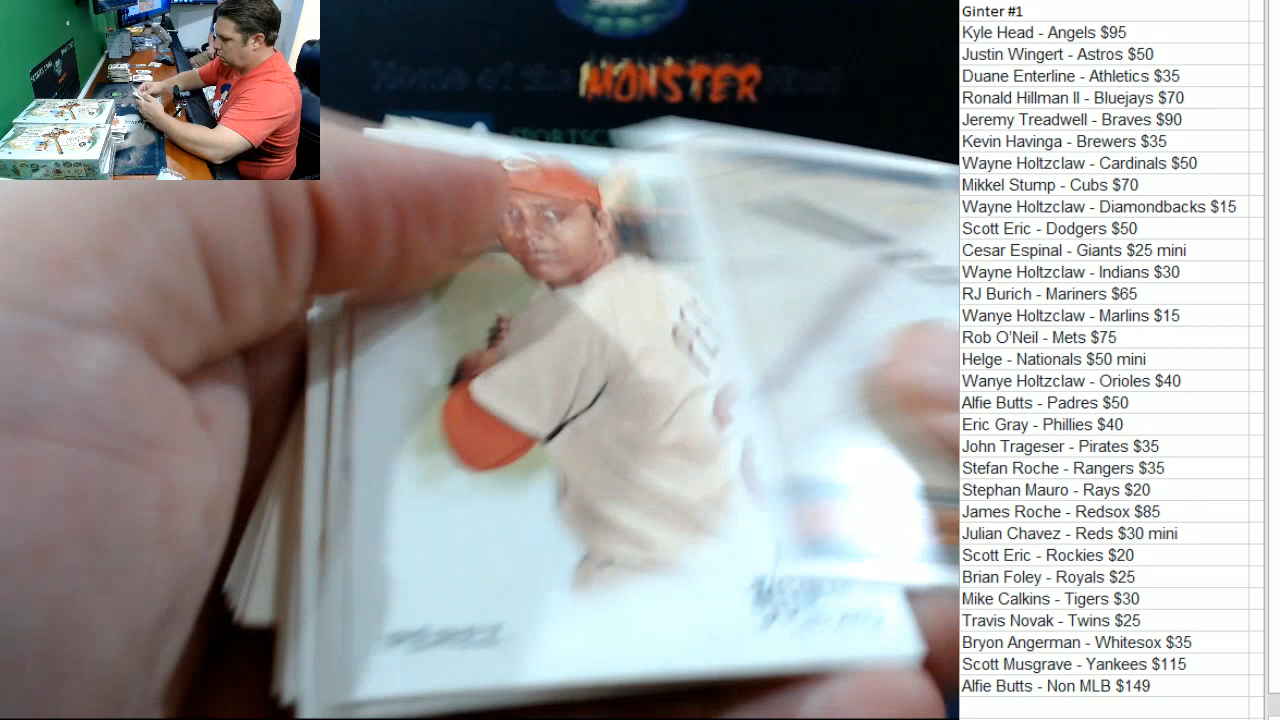 MONSTER
Ginter #1
Kyle Head - Angels $95
Justin Wingert - Astros $50
Duane Enterline - Athletics $35
Ronald Hillman ll - Bluejays $70
Jeremy Treadwell - Braves $90
Kevin Havinga - Brewers $35
Wayne Holtzclaw - Cardinals $50
Mikkel Stump - Cubs $70
Wayne Holtzclaw - Diamondbacks $15
Scott Eric - Dodgers $50
Cesar Espinal - Giants $25 mini
Wayne Holtzclaw - Indians $30
RJ Burich - Mariners $65
Wanye Holtzclaw - Marlins $15
Rob O'Neil - Mets $75
Helge - Nationals $50 mini
Wanye Holtzclaw - Orioles $40
Alfie Butts - Padres $50
Eric Gray - Phillies $40
John Trageser - Pirates $35
Stefan Roche - Rangers $35
Stephan Mauro - Rays $20
James Roche - Redsox $85
Julian Chavez - Reds $30 mini
Scott Eric - Rockies $20
Brian Foley - Royals $25
Mike Calkins - Tigers $30
Travis Novak - Twins $25
Bryon Angerman - Whitesox $35
Scott Musgrave - Yankees $115
Alfie Butts - Non MLB $149